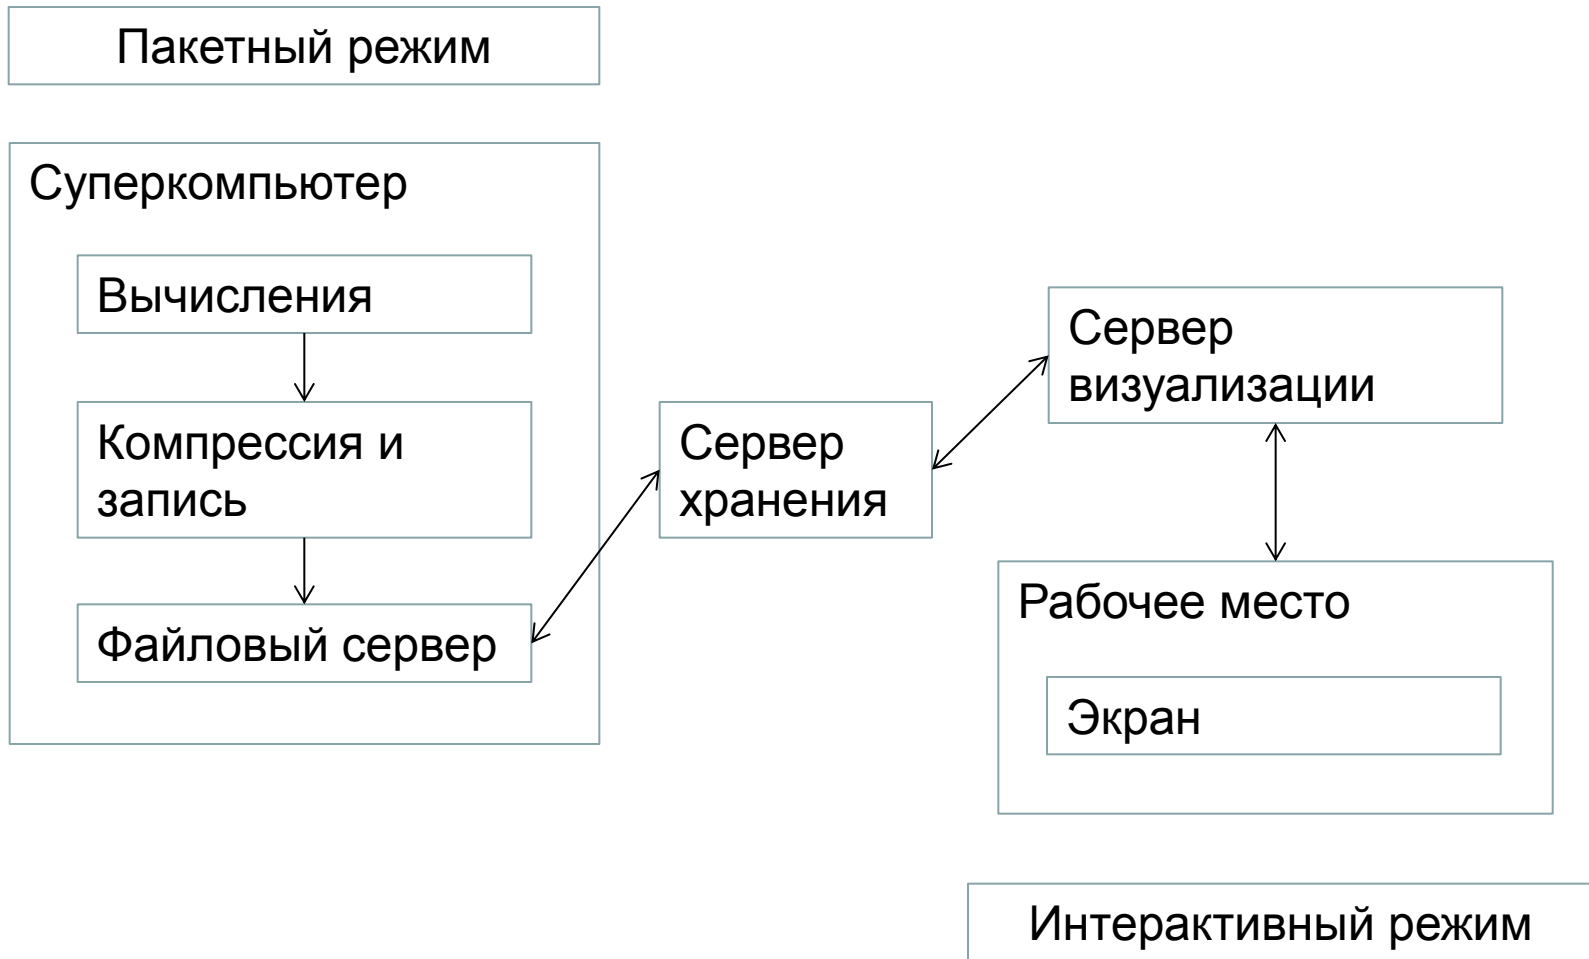 Пакетный режим
Суперкомпьютер
Вычисления
Компрессия и
запись
Файловый сервер
Сервер
хранения
Сервер
визуализации
Рабочее место
Экран
Интерактивный режим